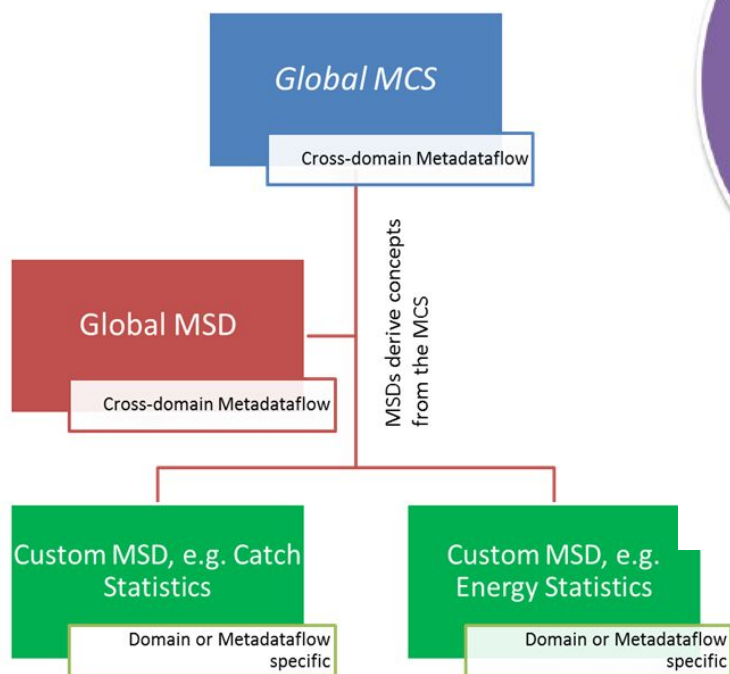 Global MCS
Cross-domain Metadataflow
MSDs derive concepts
from the MCS
Global MSD
Cross-domain Metadataflow
Custom MSD, e.g. Catch
Statistics
Domain or Metadataflow
specific
Custom MSD, e.g.
Energy Statistics
Domain or Metadataflow
specific